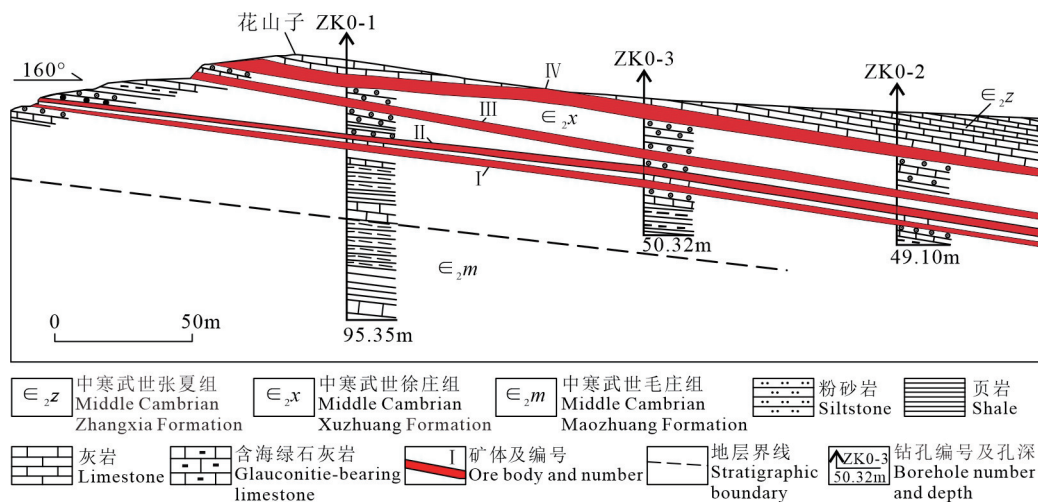 花山子
ZK0-1
160°
ZK0-3
ZK0-2
IV
III
∈₂x
∈₂z
II
I
50.32m
49.10m
∈₂m
0 50m
95.35m
∈₂z 中寒武世张夏组
Middle Cambrian
Zhangxia Formation
∈₂x 中寒武世徐庄组
Middle Cambrian
Xuzhuang Formation
∈₂m 中寒武世毛庄组
Middle Cambrian
Maozhuang Formation
粉砂岩
Siltstone
页岩
Shale
灰岩
Limestone
含海绿石灰岩
Glauconitie-bearing
limestone
I 矿体及编号
Ore body and number
地层界线
Stratigraphic
boundary
ZK0-3
50.32m
钻孔编号及孔深
Borehole number
and depth